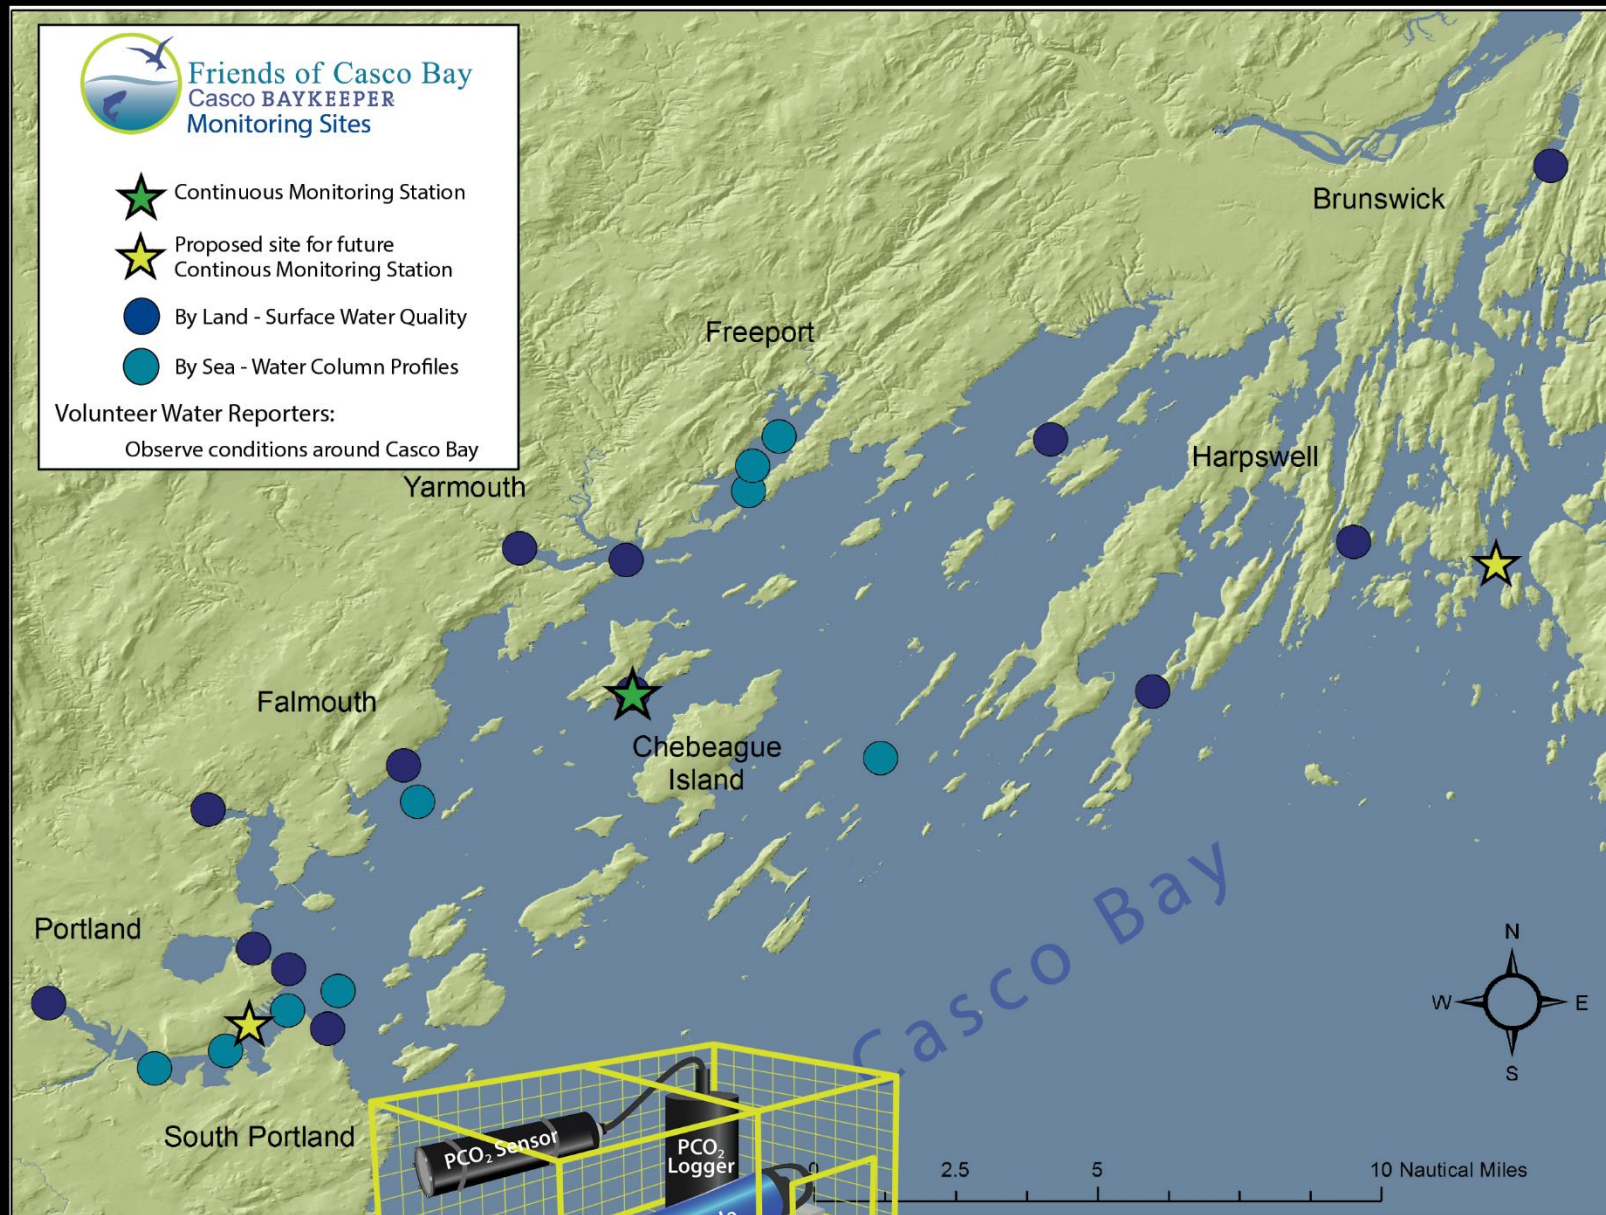 Friends of Casco Bay
Casco BAYKEEPER
Monitoring Sites
Continuous Monitoring Station
Proposed site for future
Continous Monitoring Station
By Land - Surface Water Quality
By Sea - Water Column Profiles
Volunteer Water Reporters:
Observe conditions around Casco Bay
Brunswick
Freeport
Harpswell
Yarmouth
Falmouth
Chebeague
Island
Portland
Casco Bay
N
W E
S
South Portland
PCO2 Sensor
PCO2
Logger
0 2.5 5 10 Nautical Miles